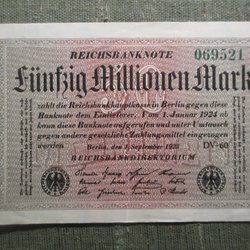 REICHSBANKNOTE
069521
Fünfzig Millionen Mark
zahlt die Reichsbankhauptkasse in Berlin gegen diese
Banknote dem Einlieferer. Vom 1. Januar 1924 ab
kann diese Banknote aufgerufen und unter Umtausch
gegen andere gesetzliche Zahlungsmittel eingezogen
werden
DV-60
Berlin, den 1. September 1923
REICHSBANKDIREKTORIUM